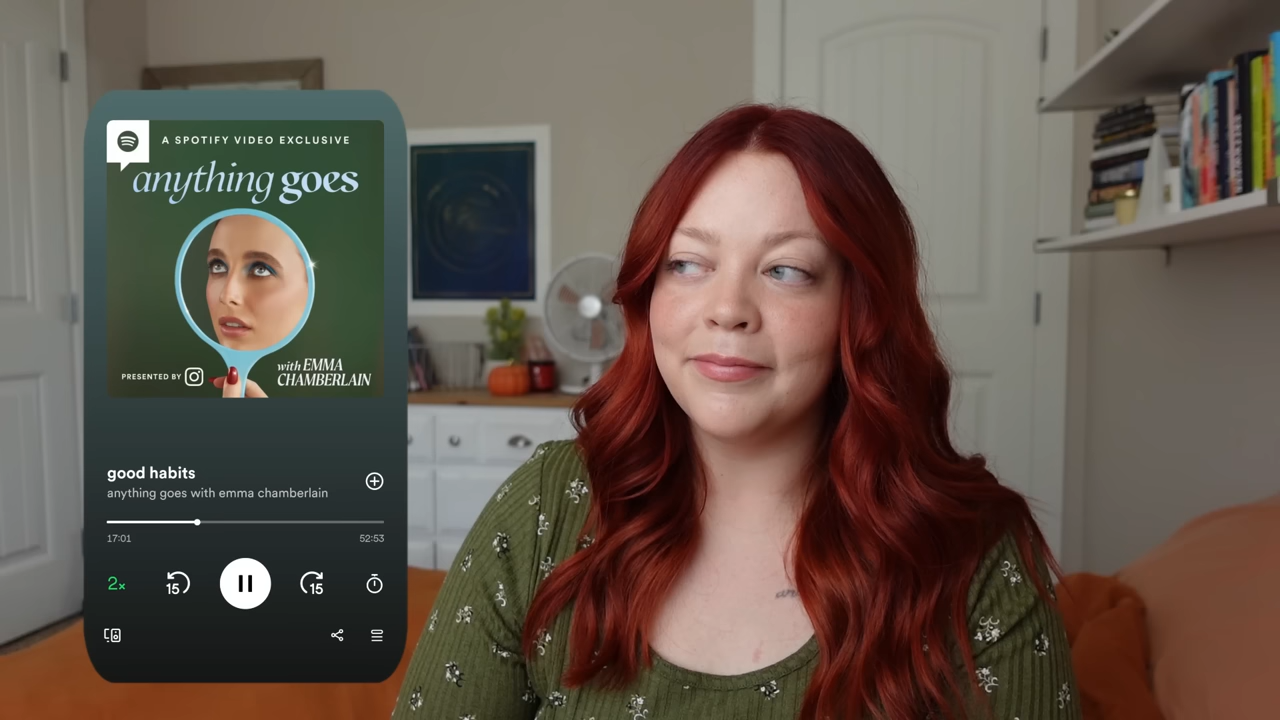 A SPOTIFY VIDEO EXCLUSIVE
anything goes
PRESENTED BY
with EMMA
CHAMBERLAIN
good habits
anything goes with emma chamberlain
17:01 52:53
2×
15 15